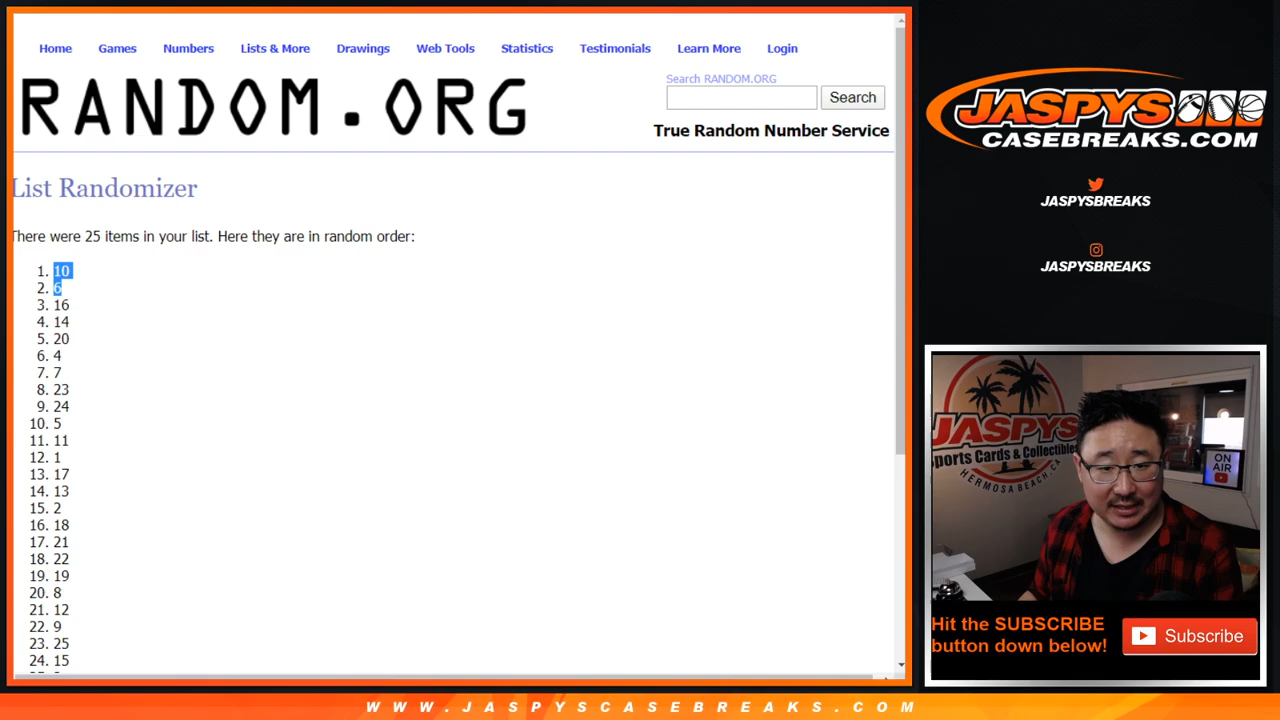 Home Games Numbers Lists & More Drawings Web Tools Statistics Testimonials Learn More Login
RANDOM.ORG
Search RANDOM.ORG
Search
True Random Number Service
List Randomizer
There were 25 items in your list. Here they are in random order:
1. 10
2. 6
3. 16
4. 14
5. 20
6. 4
7. 7
8. 23
9. 24
10. 5
11. 11
12. 1
13. 17
14. 13
15. 2
16. 18
17. 21
18. 22
19. 19
20. 8
21. 12
22. 9
23. 25
24. 15
JASPYS
CASEBREAKS.COM
JASPYSBREAKS
JASPYSBREAKS
JASPYS
Sports Cards & Collectibles
HERMOSA BEACH, CA
ON
AIR
Hit the SUBSCRIBE
button down below!
Subscribe
WWW.JASPYSCASEBREAKS.COM